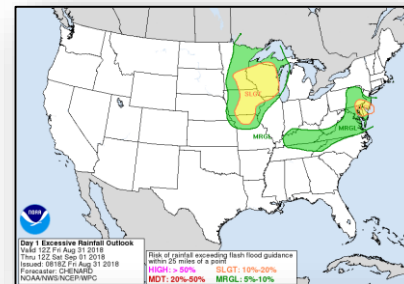 SLGT
MRGL
MRGL
NOAA
Day 1 Excessive Rainfall Outlook
Valid 12Z Fri Aug 31 2018
Thru 12Z Sat Sep 01 2018
Issued: 0818Z Fri Aug 31 2018
Forecaster: CHENARD
NOAA/NWS/NCEP/WPC
Risk of rainfall exceeding flash flood guidance
within 25 miles of a point
HIGH: > 50% SLGT: 10%-20%
MDT: 20%-50% MRGL: 5%-10%